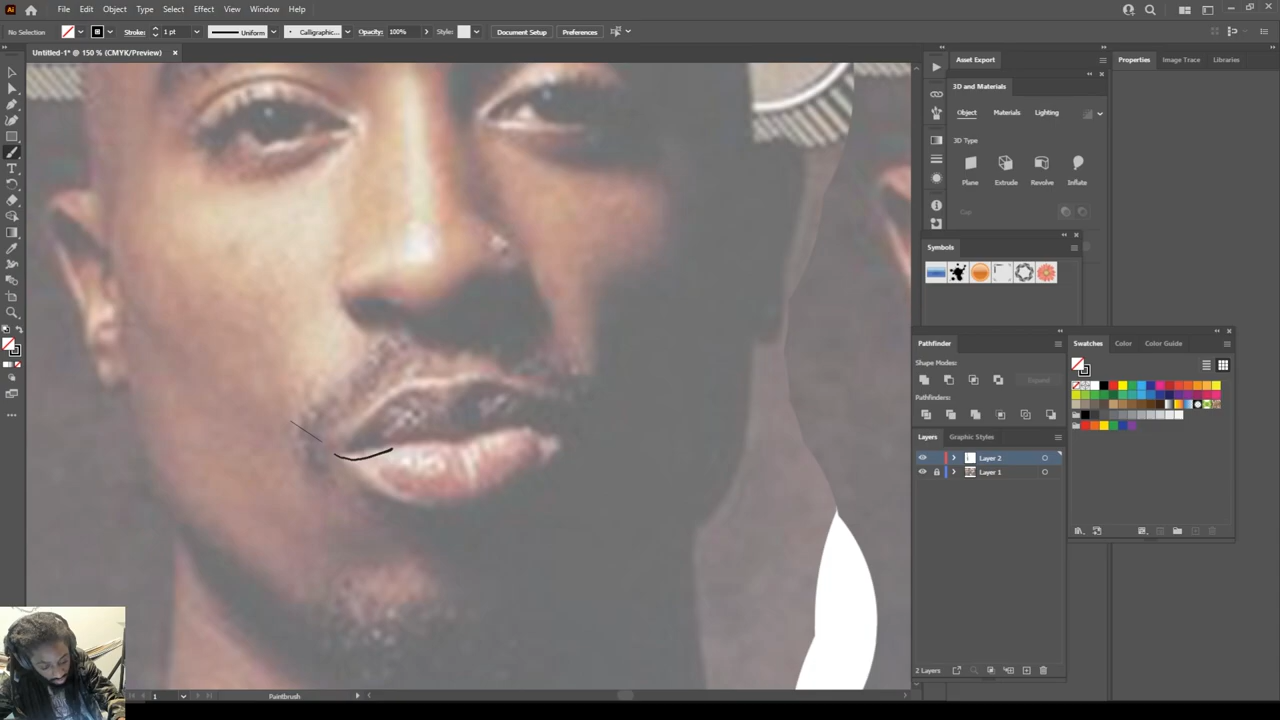 Ai File Edit Object Type Select Effect View Window Help
No Selection Stroke: 1 pt Uniform Calligraphic... Opacity: 100% Style: Document Setup Preferences
Untitled-1* @ 150 % (CMYK/Preview) ×
Asset Export
Properties Image Trace Libraries
3D and Materials
Object Materials Lighting
3D Type
Plane Extrude Revolve Inflate
Cap
Symbols
Pathfinder
Shape Modes:
Expand
Pathfinders:
Swatches Color Color Guide
Layers Graphic Styles
Layer 2
Layer 1
2 Layers
1 Paintbrush